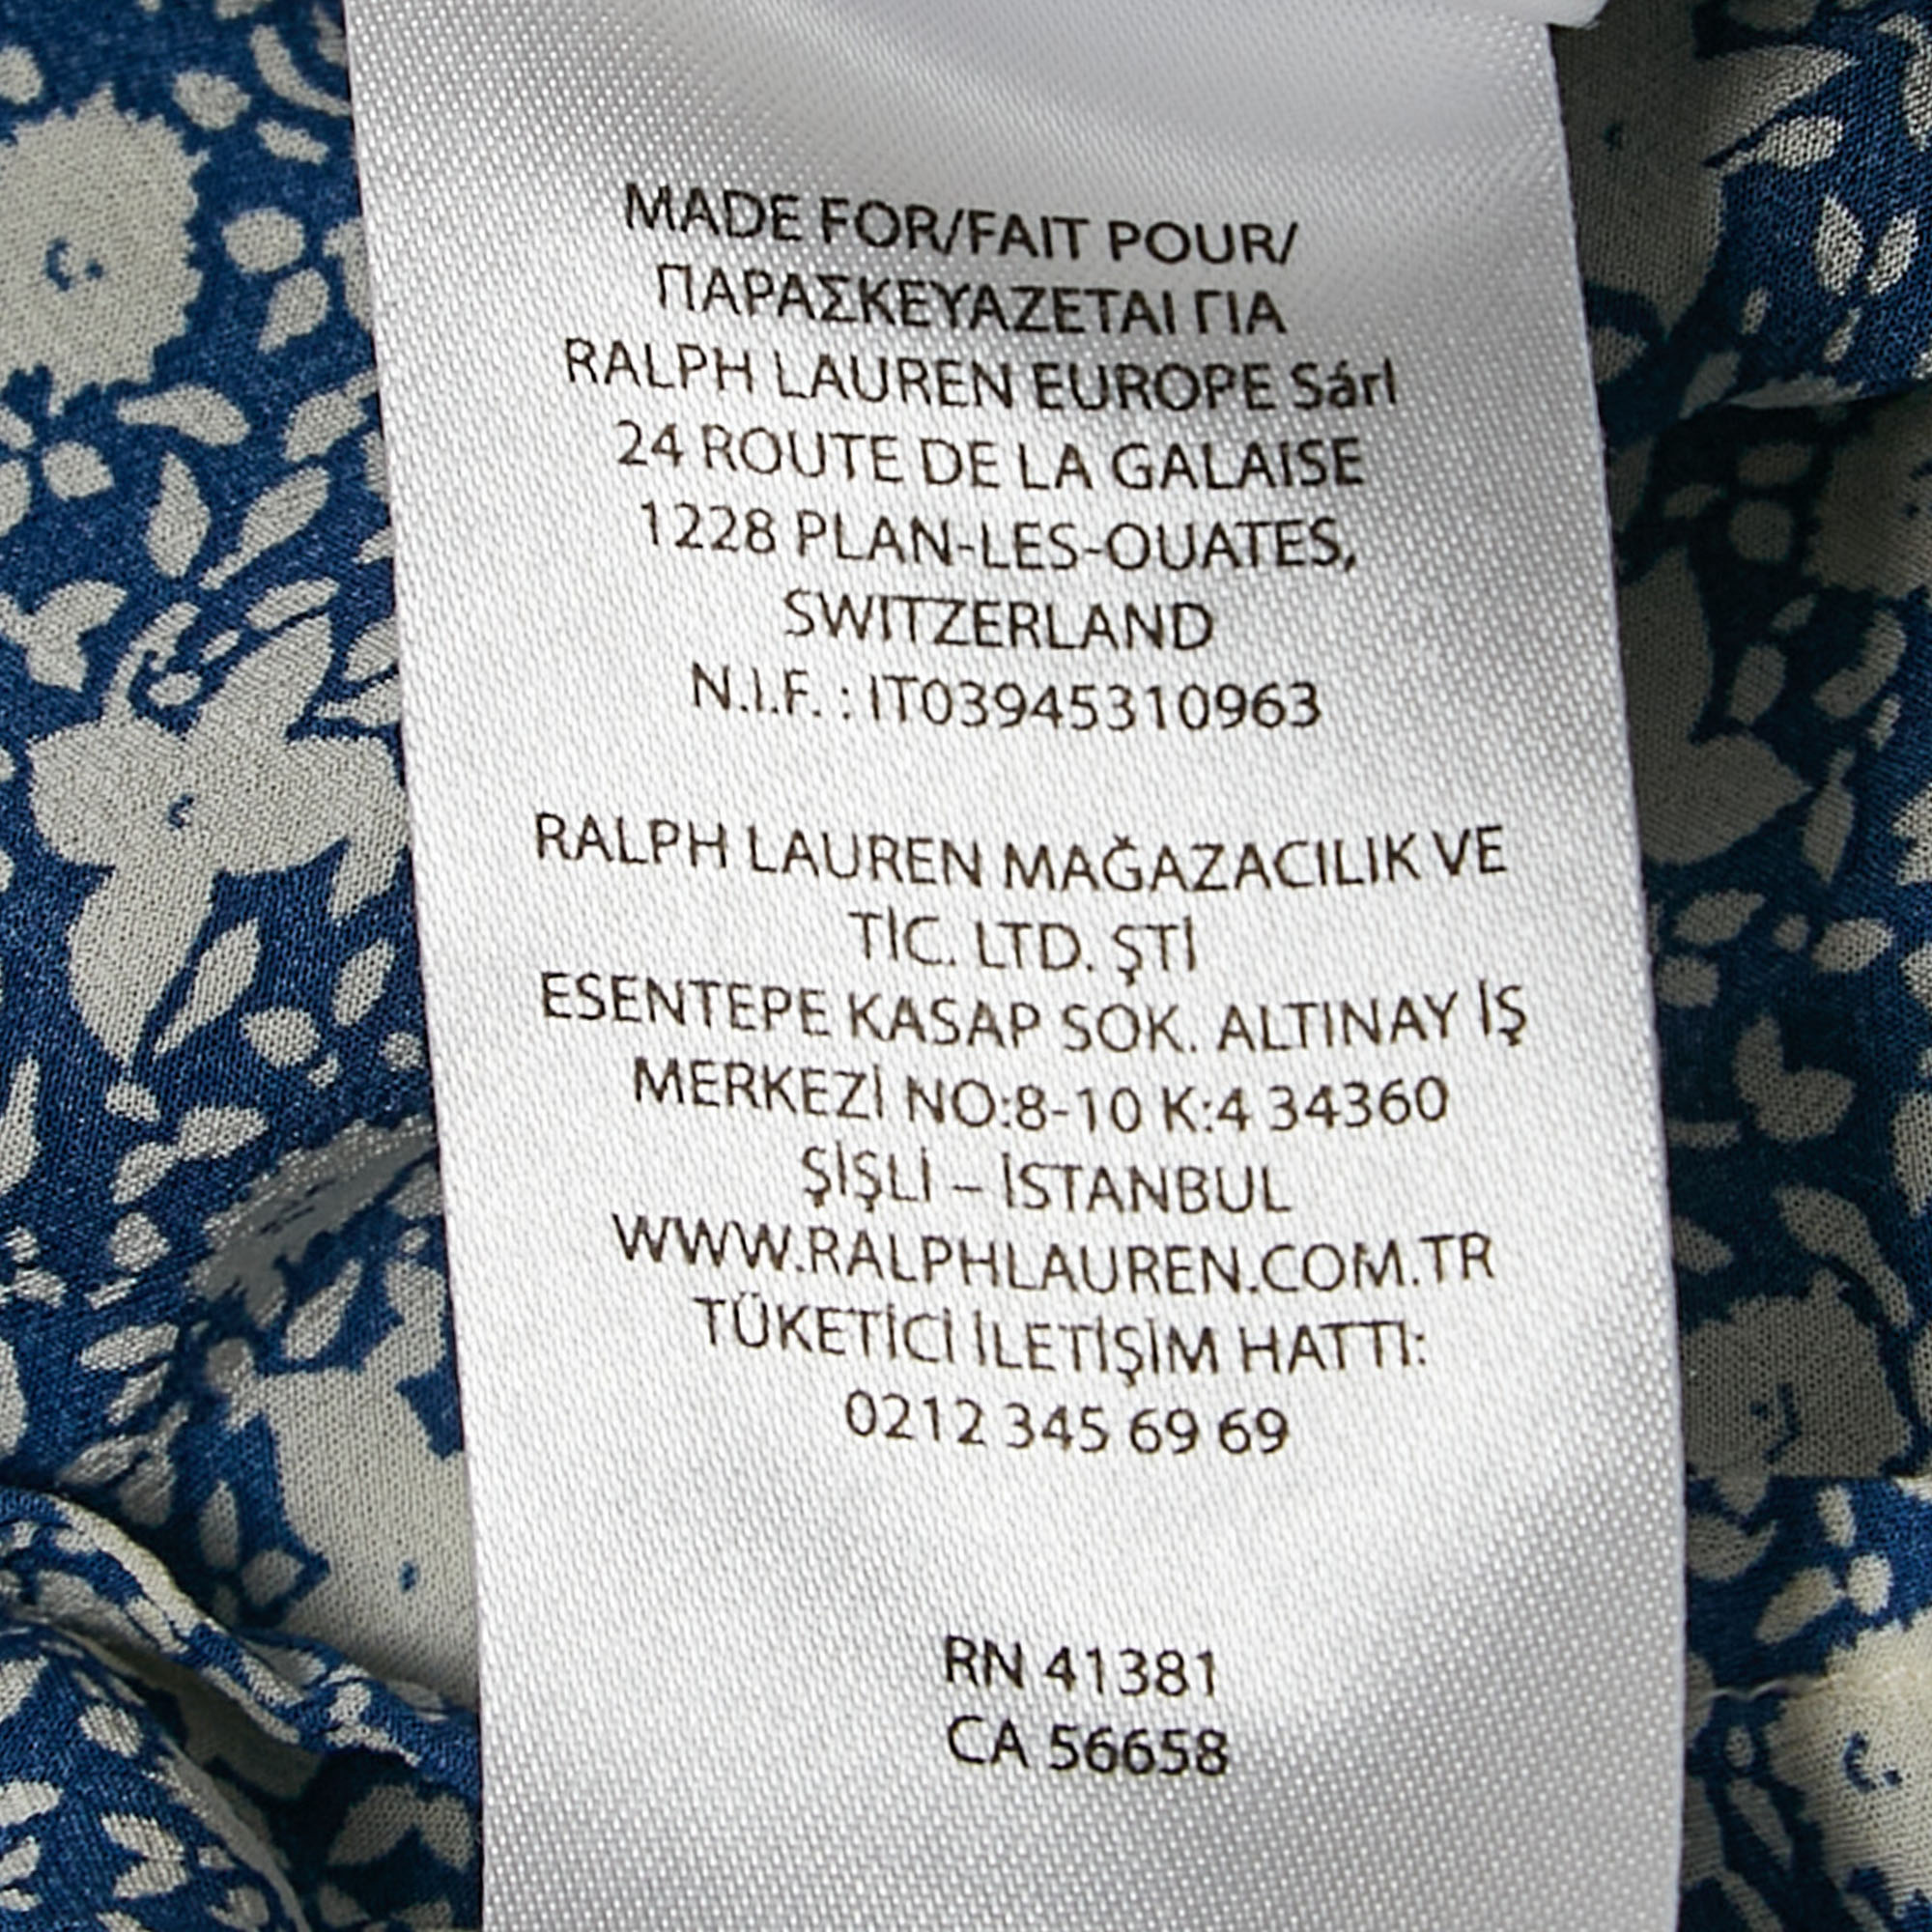 MADE FOR/FAIT POUR/
ΠΑΡΑΣΚΕΥΑΖΕΤΑΙ ΓΙΑ
RALPH LAUREN EUROPE Sárl
24 ROUTE DE LA GALAISE
1228 PLAN-LES-OUATES,
SWITZERLAND
N.I.F. : IT03945310963
RALPH LAUREN MAĞAZACILIK VE
TİC. LTD. ŞTİ
ESENTEPE KASAP SOK. ALTINAY İŞ
MERKEZİ NO:8-10 K:4 34360
ŞİŞLİ – İSTANBUL
WWW.RALPHLAUREN.COM.TR
TÜKETİCİ İLETİŞİM HATTI:
0212 345 69 69
RN 41381
CA 56658